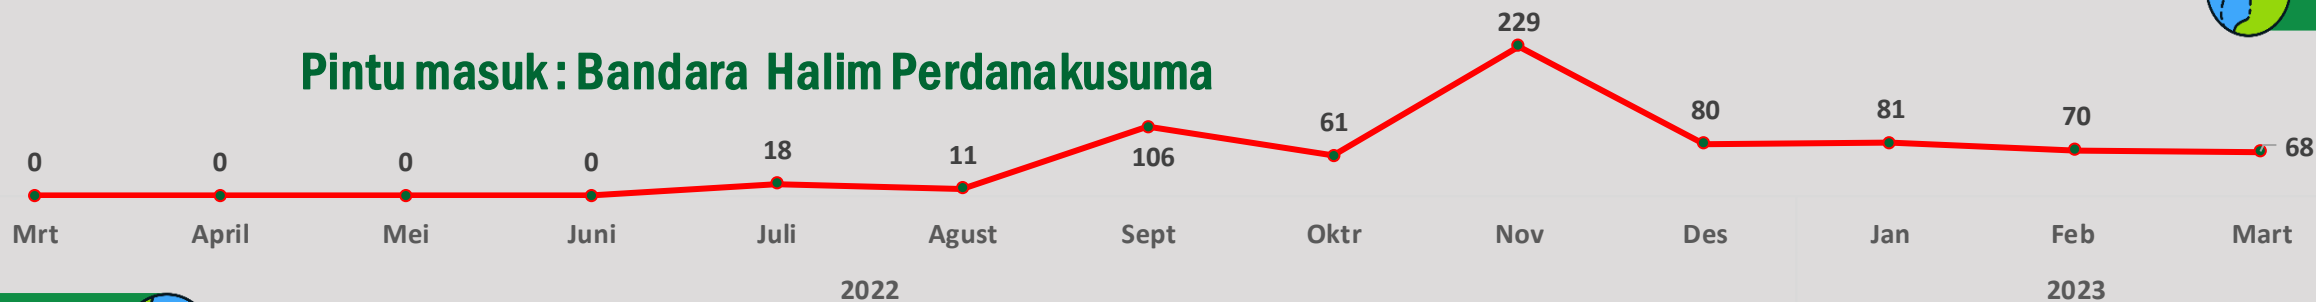 229
Pintu masuk : Bandara Halim Perdanakusuma
0 0 0 0 18 11 106 61 80 81 70 68
Mrt April Mei Juni Juli Agust Sept Oktr Nov Des Jan Feb Mart
2022 2023